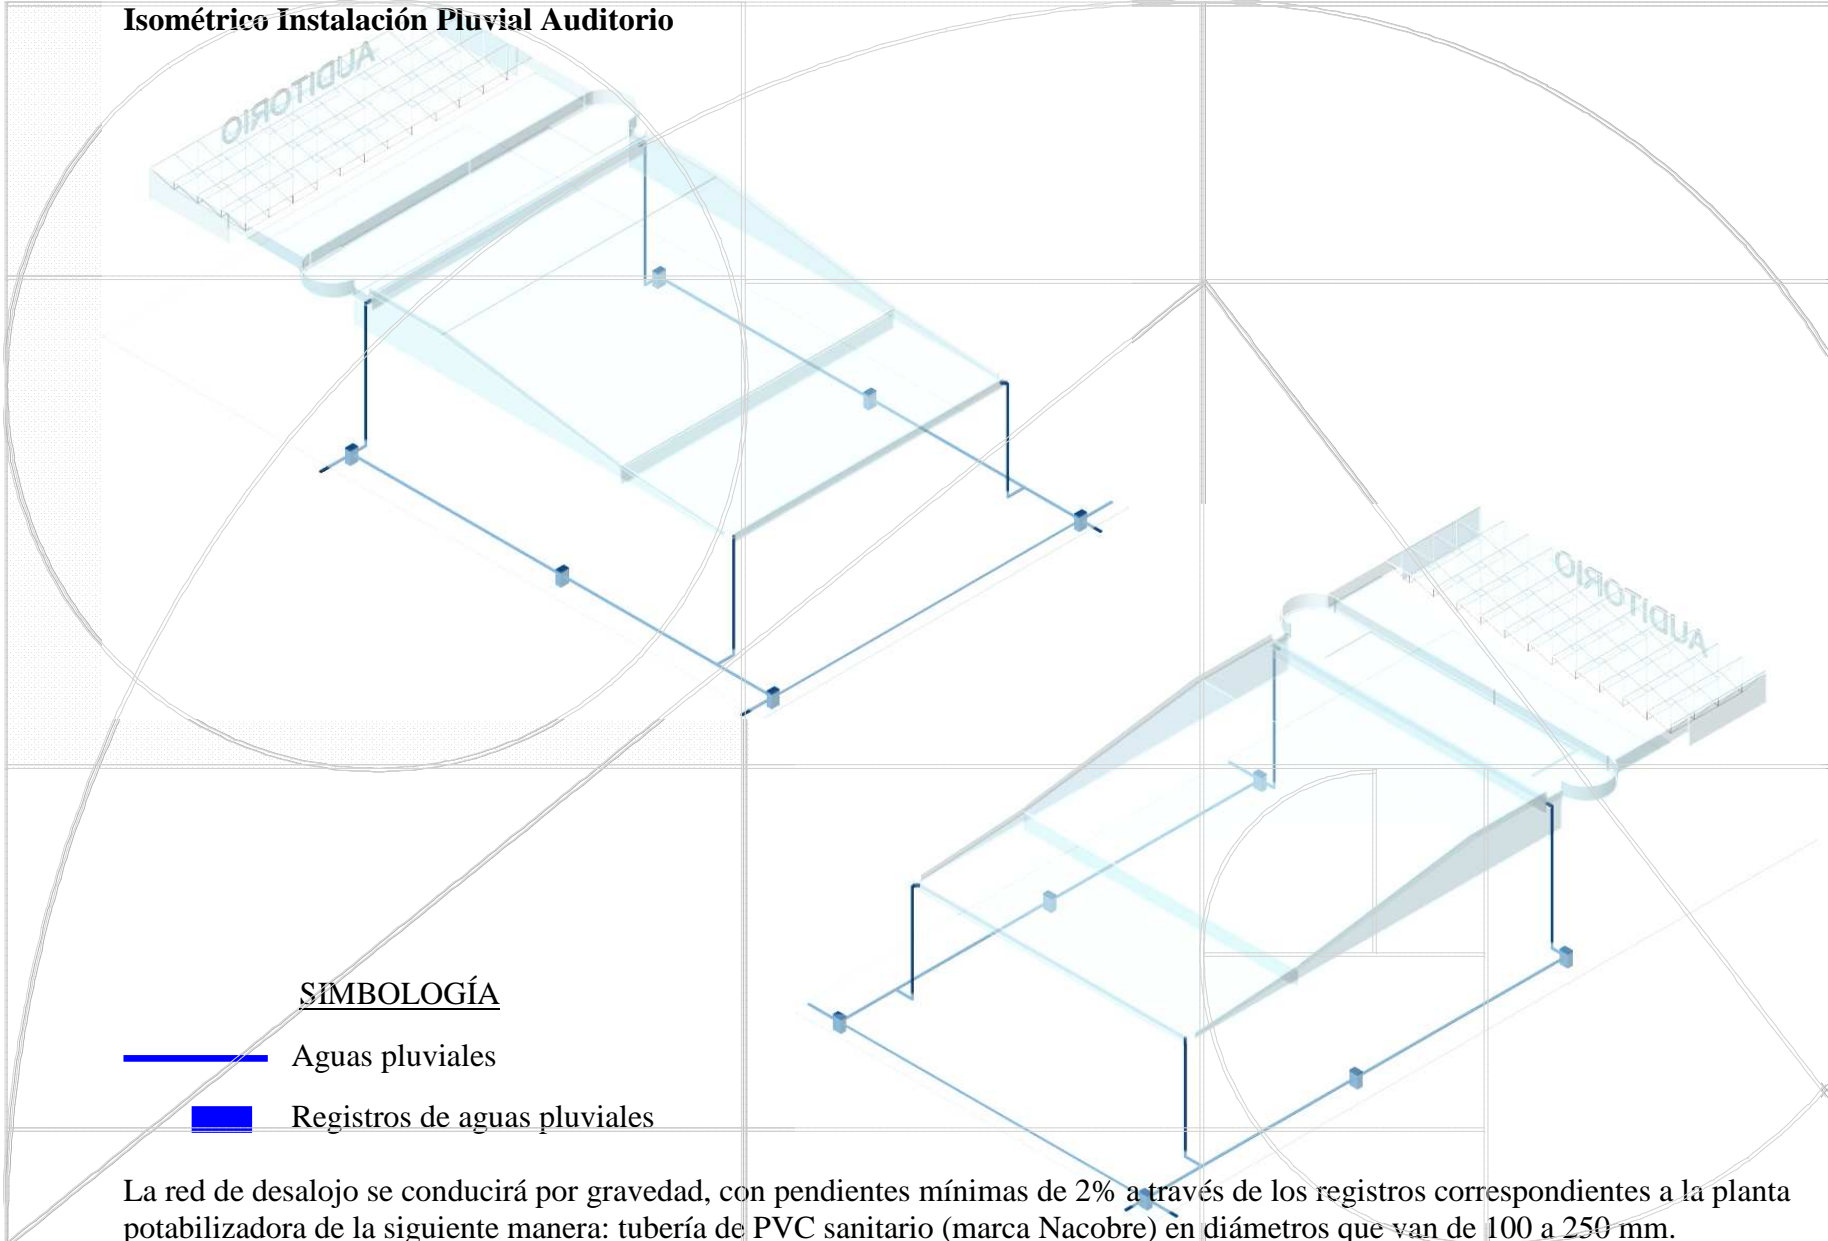 Isométrico Instalación Pluvial Auditorio
AUDITORIO
AUDITORIO
SIMBOLOGÍA
Aguas pluviales
Registros de aguas pluviales
La red de desalojo se conducirá por gravedad, con pendientes mínimas de 2% a través de los registros correspondientes a la planta
potabilizadora de la siguiente manera: tubería de PVC sanitario (marca Nacobre) en diámetros que van de 100 a 250 mm.